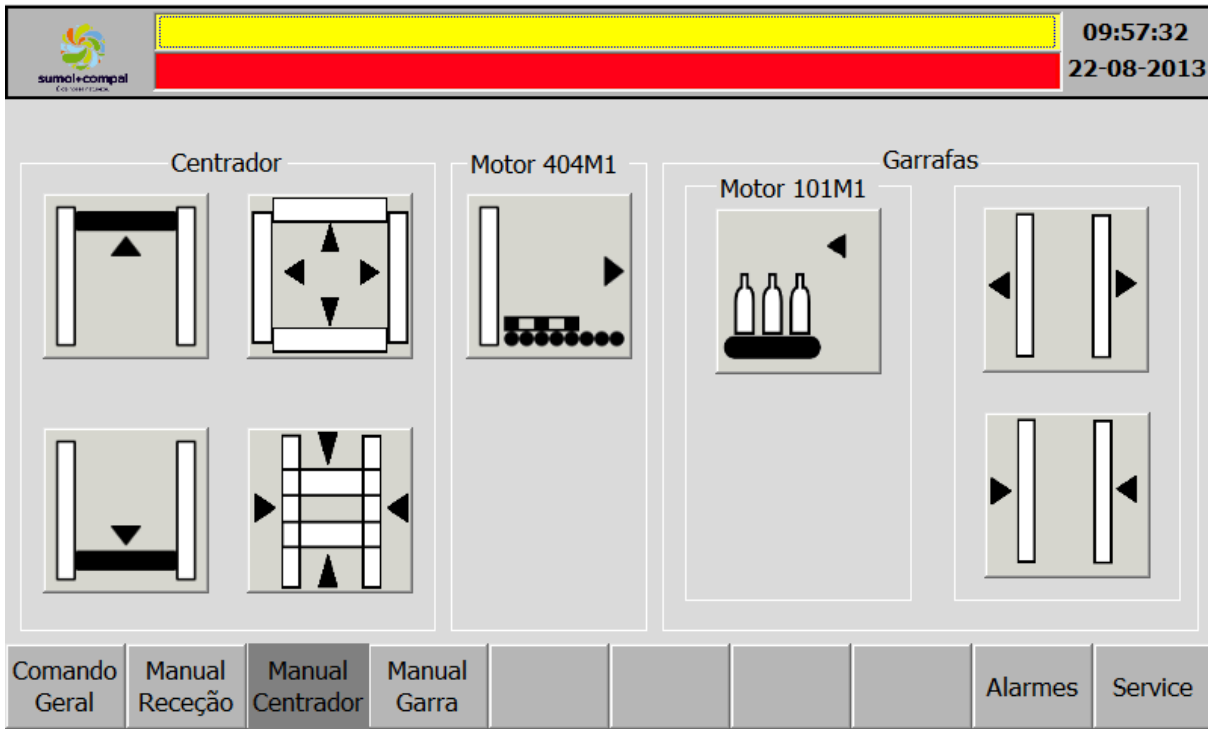 sumol+compal
09:57:32
22-08-2013
Centrador
Motor 404M1
Garrafas
Motor 101M1
Comando
Geral
Manual
Receção
Manual
Centrador
Manual
Garra
Alarmes
Service